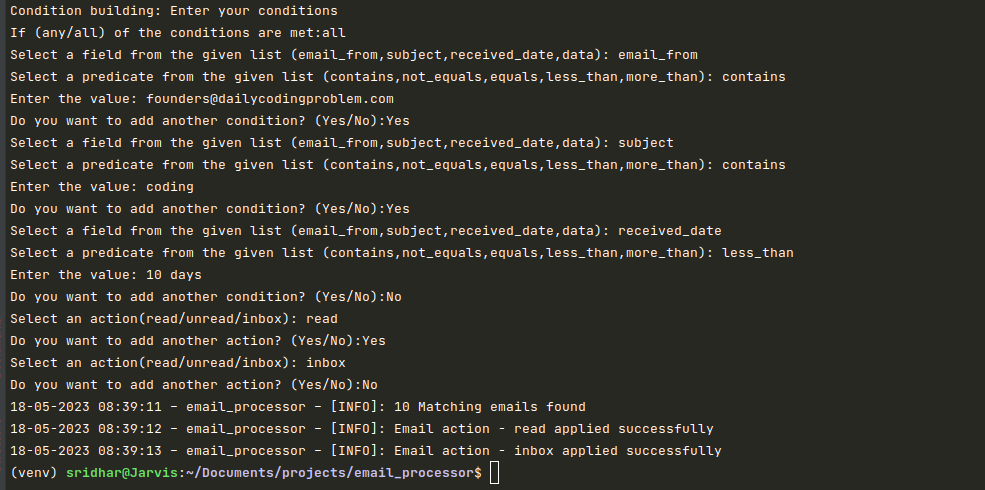 Condition building: Enter your conditions
If (any/all) of the conditions are met:all
Select a field from the given list (email_from,subject,received_date,data): email_from
Select a predicate from the given list (contains,not_equals,equals,less_than,more_than): contains
Enter the value: founders@dailycodingproblem.com
Do you want to add another condition? (Yes/No):Yes
Select a field from the given list (email_from,subject,received_date,data): subject
Select a predicate from the given list (contains,not_equals,equals,less_than,more_than): contains
Enter the value: coding
Do you want to add another condition? (Yes/No):Yes
Select a field from the given list (email_from,subject,received_date,data): received_date
Select a predicate from the given list (contains,not_equals,equals,less_than,more_than): less_than
Enter the value: 10 days
Do you want to add another condition? (Yes/No):No
Select an action(read/unread/inbox): read
Do you want to add another action? (Yes/No):Yes
Select an action(read/unread/inbox): inbox
Do you want to add another action? (Yes/No):No
18-05-2023 08:39:11 – email_processor – [INFO]: 10 Matching emails found
18-05-2023 08:39:12 – email_processor – [INFO]: Email action - read applied successfully
18-05-2023 08:39:13 – email_processor – [INFO]: Email action - inbox applied successfully
(venv) sridhar@Jarvis:~/Documents/projects/email_processor$